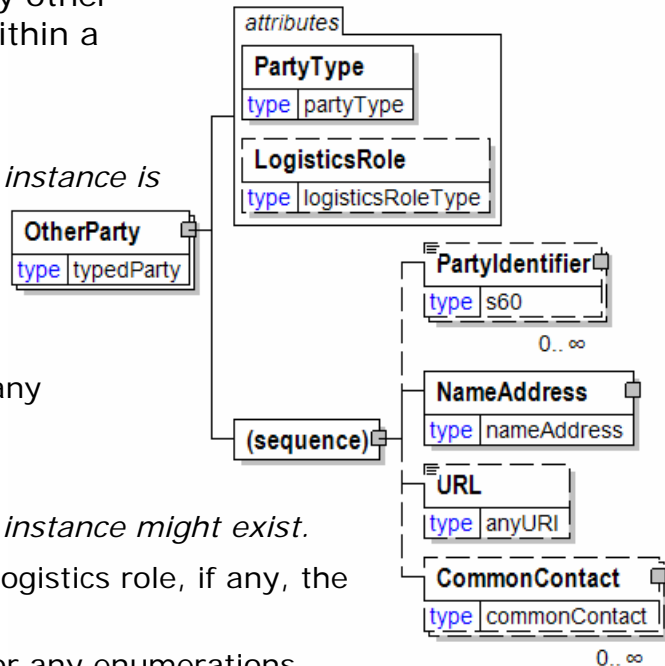 y other
ithin a
instance is
any
instance might exist.
ogistics role, if any, the
or any enumerations
attributes
PartyType
type partyType
LogisticsRole
type logisticsRoleType
OtherParty
type typedParty
(sequence)
PartyIdentifier
type s60
0.. ∞
NameAddress
type nameAddress
URL
type anyURI
CommonContact
type commonContact
0.. ∞